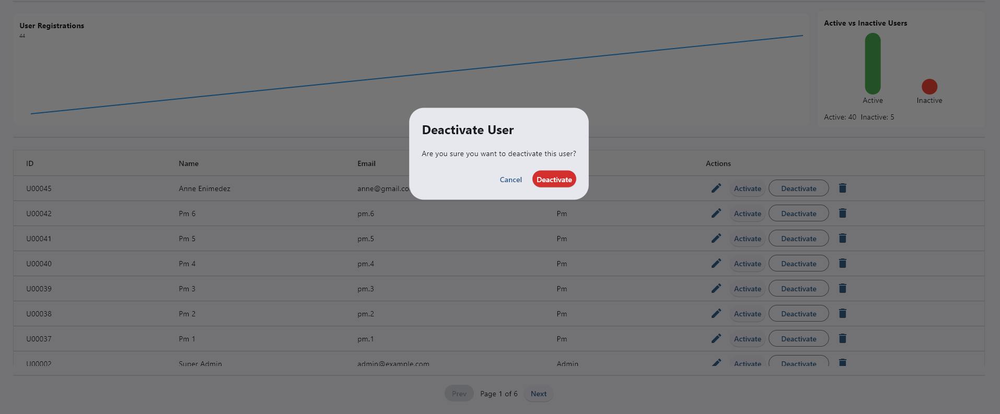 User Registrations
44
Active vs Inactive Users
Active Inactive
Active: 40 Inactive: 5
Deactivate User
Are you sure you want to deactivate this user?
Cancel Deactivate
ID Name Email Actions
U00045 Anne Enimedez anne@gmail.co Activate Deactivate
U00042 Pm 6 pm.6 Pm Activate Deactivate
U00041 Pm 5 pm.5 Pm Activate Deactivate
U00040 Pm 4 pm.4 Pm Activate Deactivate
U00039 Pm 3 pm.3 Pm Activate Deactivate
U00038 Pm 2 pm.2 Pm Activate Deactivate
U00037 Pm 1 pm.1 Pm Activate Deactivate
U00002 Super Admin admin@example.com Admin Activate Deactivate
Prev Page 1 of 6 Next